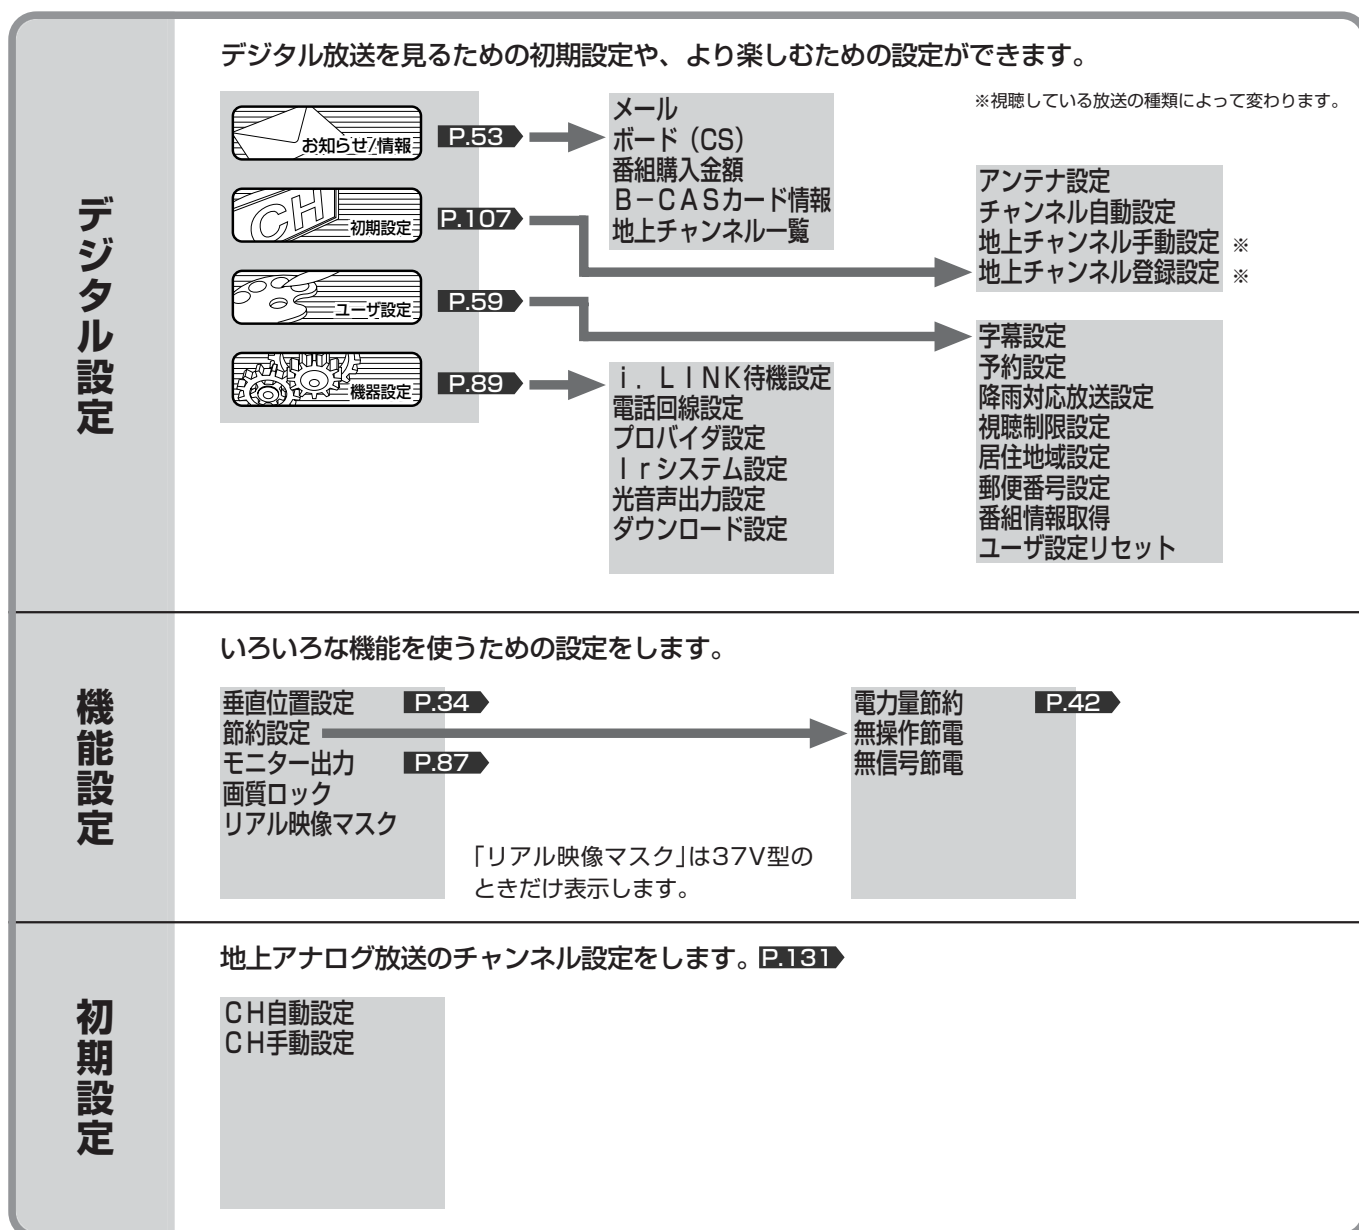 デジタル設定
デジタル放送を見るための初期設定や、より楽しむための設定ができます。
※視聴している放送の種類によって変わります。
お知らせ/情報
P.53
メール
ボード（CS）
番組購入金額
B－CASカード情報
地上チャンネル一覧
CH
初期設定
P.107
アンテナ設定
チャンネル自動設定
地上チャンネル手動設定 ※
地上チャンネル登録設定 ※
ユーザ設定
P.59
字幕設定
予約設定
降雨対応放送設定
視聴制限設定
居住地域設定
郵便番号設定
番組情報取得
ユーザ設定リセット
機器設定
P.89
i．LINK待機設定
電話回線設定
プロバイダ設定
Irシステム設定
光音声出力設定
ダウンロード設定
機能設定
いろいろな機能を使うための設定をします。
垂直位置設定 P.34
節約設定
モニター出力 P.87
画質ロック
リアル映像マスク
「リアル映像マスク」は37V型の
ときだけ表示します。
電力量節約 P.42
無操作節電
無信号節電
初期設定
地上アナログ放送のチャンネル設定をします。P.131
CH自動設定
CH手動設定